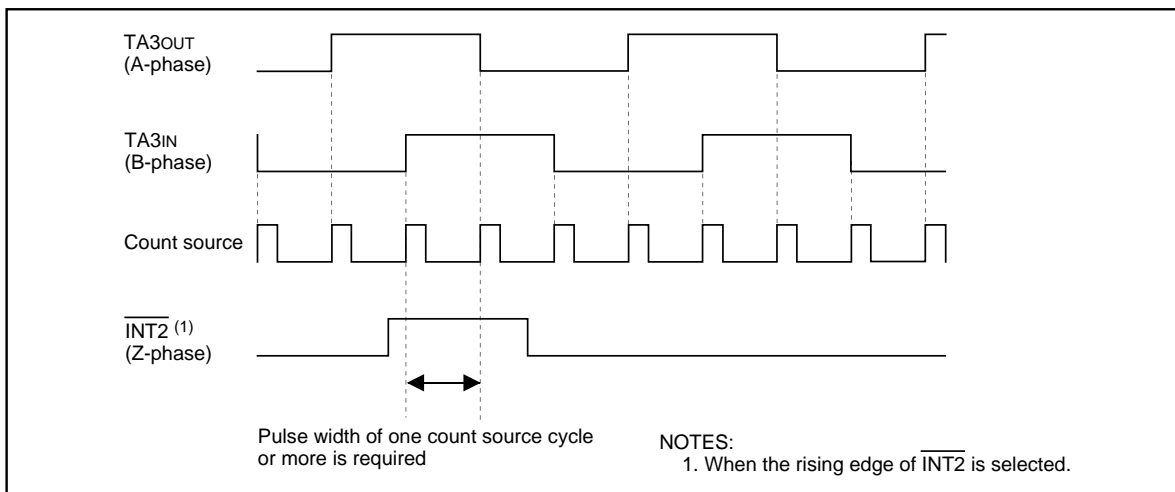 TA3OUT
(A-phase)
TA3IN
(B-phase)
Count source
INT2 (1)
(Z-phase)
Pulse width of one count source cycle
or more is required
NOTES:
1. When the rising edge of INT2 is selected.